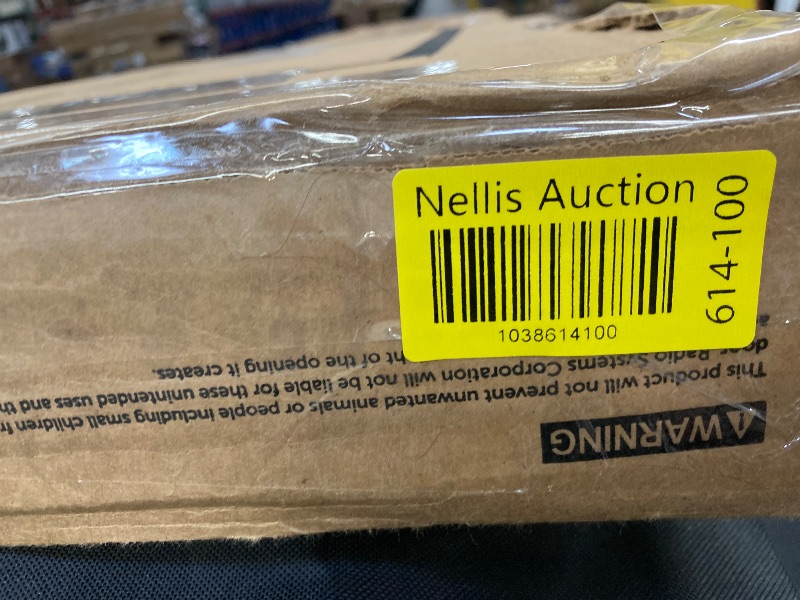 Nellis Auction
614-100
1038614100
WARNING
This product will not prevent unwanted animals or people including small children
door Radio Systems Corporation will not be liable for these unintended uses and
of the opening it creates.